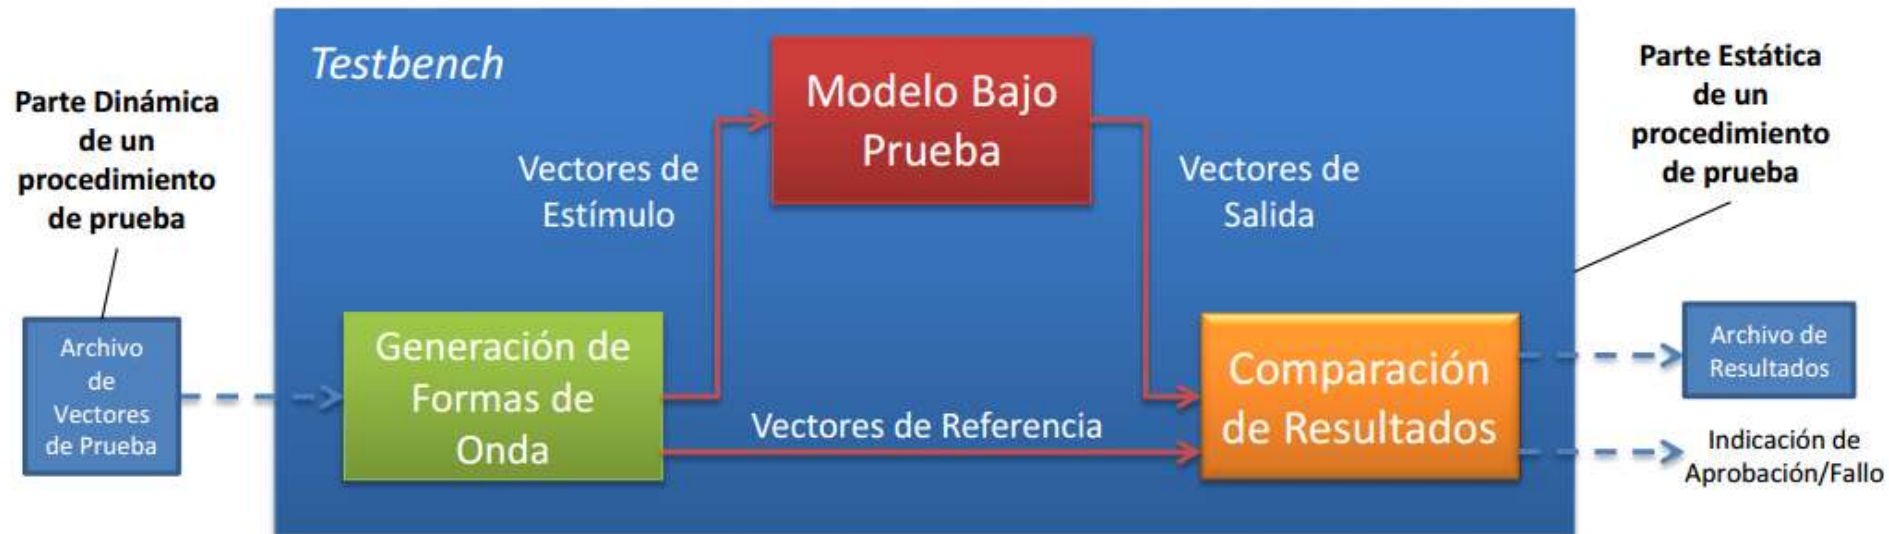 Testbench
Parte Dinámica
de un
procedimiento
de prueba
Archivo
de
Vectores
de Prueba
Generación de
Formas de
Onda
Vectores de
Estímulo
Modelo Bajo
Prueba
Vectores de
Salida
Vectores de Referencia
Comparación
de Resultados
Parte Estática
de un
procedimiento
de prueba
Archivo de
Resultados
Indicación de
Aprobación/Fallo